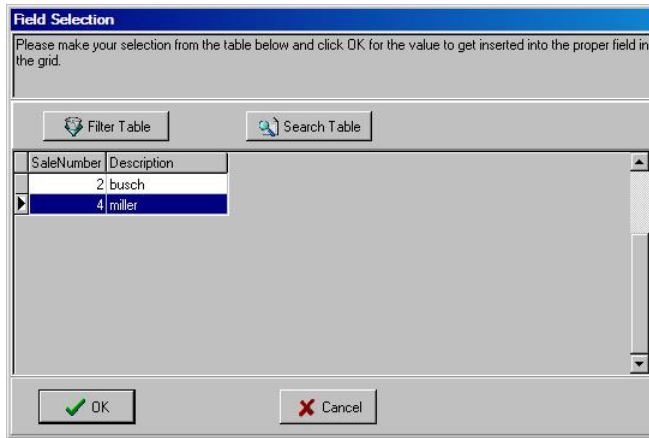 Field Selection
Please make your selection from the table below and click OK for the value to get inserted into the proper field in
the grid.
Filter Table Search Table
SaleNumber Description
2 busch
4 miller
OK Cancel